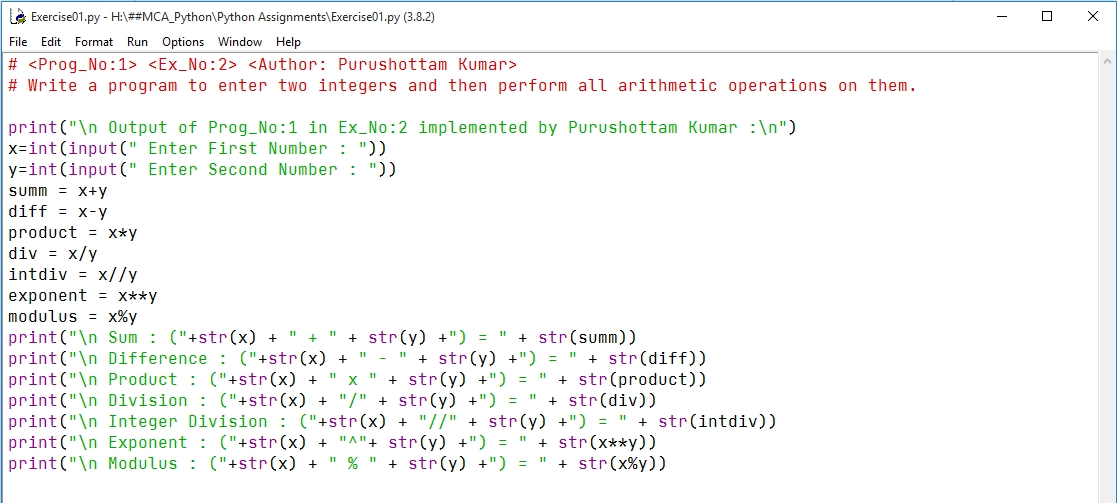 Exercise01.py - H:\##MCA_Python\Python Assignments\Exercise01.py (3.8.2)
File Edit Format Run Options Window Help
# <Prog_No:1> <Ex_No:2> <Author: Purushottam Kumar>
# Write a program to enter two integers and then perform all arithmetic operations on them.
print("\n Output of Prog_No:1 in Ex_No:2 implemented by Purushottam Kumar :\n")
x=int(input(" Enter First Number : "))
y=int(input(" Enter Second Number : "))
summ = x+y
diff = x-y
product = x*y
div = x/y
intdiv = x//y
exponent = x**y
modulus = x%y
print("\n Sum : ("+str(x) + " + " + str(y) +") = " + str(summ))
print("\n Difference : ("+str(x) + " - " + str(y) +") = " + str(diff))
print("\n Product : ("+str(x) + " x " + str(y) +") = " + str(product))
print("\n Division : ("+str(x) + "/" + str(y) +") = " + str(div))
print("\n Integer Division : ("+str(x) + "//" + str(y) +") = " + str(intdiv))
print("\n Exponent : ("+str(x) + "^"+ str(y) +") = " + str(x**y))
print("\n Modulus : ("+str(x) + " % " + str(y) +") = " + str(x%y))